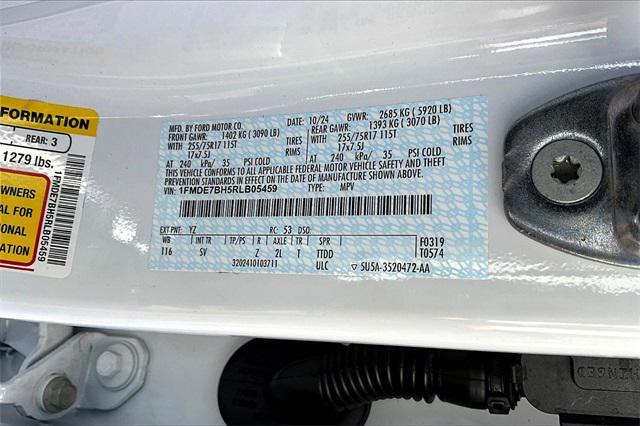 FORMATION
REAR: 3
1279 lbs.
WNERS
AL FOR
MATION
1FMDE7BH5RLB05459
MFD. BY FORD MOTOR CO.
10/24
GVWR: 2685 KG ( 5920 LB)
FRONT GAWR: 1402 KG ( 3090 LB)
REAR GAWR: 1393 KG ( 3070 LB)
WITH 255/75R17 115T TIRES
WITH 255/75R17 115T TIRES
17x7.5J RIMS
17x7.5J RIMS
AT 240 kPa/ 35 PSI COLD
AT 240 kPa/ 35 PSI COLD
THIS VEHICLE CONFORMS TO ALL APPLICABLE FEDERAL MOTOR VEHICLE SAFETY AND THEFT
PREVENTION STANDARDS IN EFFECT ON THE DATE OF MANUFACTURE SHOWN ABOVE.
VIN: 1FMDE7BH5RLB05459
TYPE: MPV
EXT PNT: YZ
RC: 53
DSO:
WB INT TR TP/PS R AXLE TR SPR
116 SV Z 2L T TTDD
F0319
T0574
3202410103711
ULC
5U5A-3520472-AA
HINGED